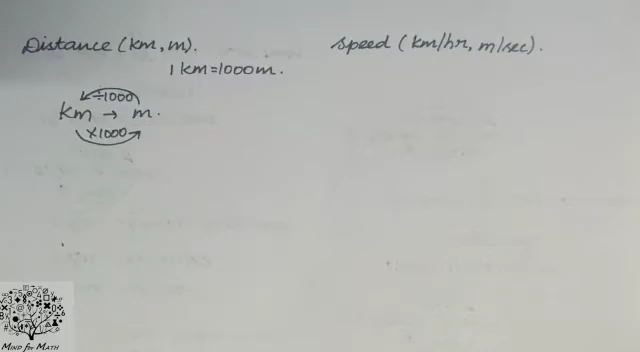 Distance (km, m).
1 km = 1000 m.
÷1000
km → m.
×1000
Speed (km/hr, m/sec).
MIND for MATH